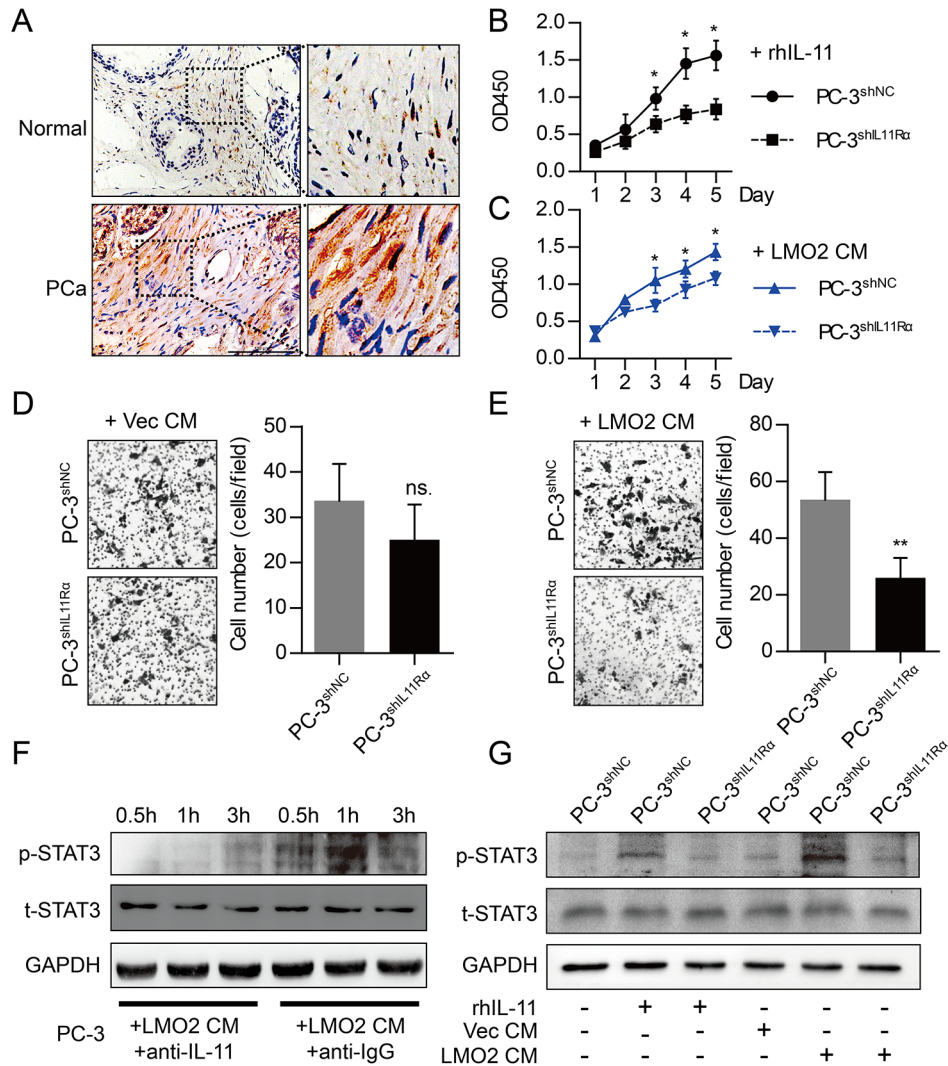 A
Normal
PCa
B
OD450
2.0
1.5
1.0
0.5
0.0
* * *
1 2 3 4 5 Day
+ rhIL-11
PC-3shNC
PC-3shIL11Rα
C
OD450
2.0
1.5
1.0
0.5
0.0
* * *
1 2 3 4 5 Day
+ LMO2 CM
PC-3shNC
PC-3shIL11Rα
D
+ Vec CM
PC-3shNC
PC-3shIL11Rα
Cell number (cells/field)
50
40
30
20
10
0
ns.
PC-3shNC
PC-3shIL11Rα
E
+ LMO2 CM
PC-3shNC
PC-3shIL11Rα
Cell number (cells/field)
80
60
40
20
0
**
PC-3shNC
PC-3shIL11Rα
F
0.5h 1h 3h 0.5h 1h 3h
p-STAT3
t-STAT3
GAPDH
PC-3
+LMO2 CM
+anti-IL-11
+LMO2 CM
+anti-IgG
G
PC-3shNC PC-3shNC PC-3shIL11Rα PC-3shNC PC-3shNC PC-3shIL11Rα
p-STAT3
t-STAT3
GAPDH
rhIL-11 - + + - - -
Vec CM - - - + - -
LMO2 CM - - - - + +